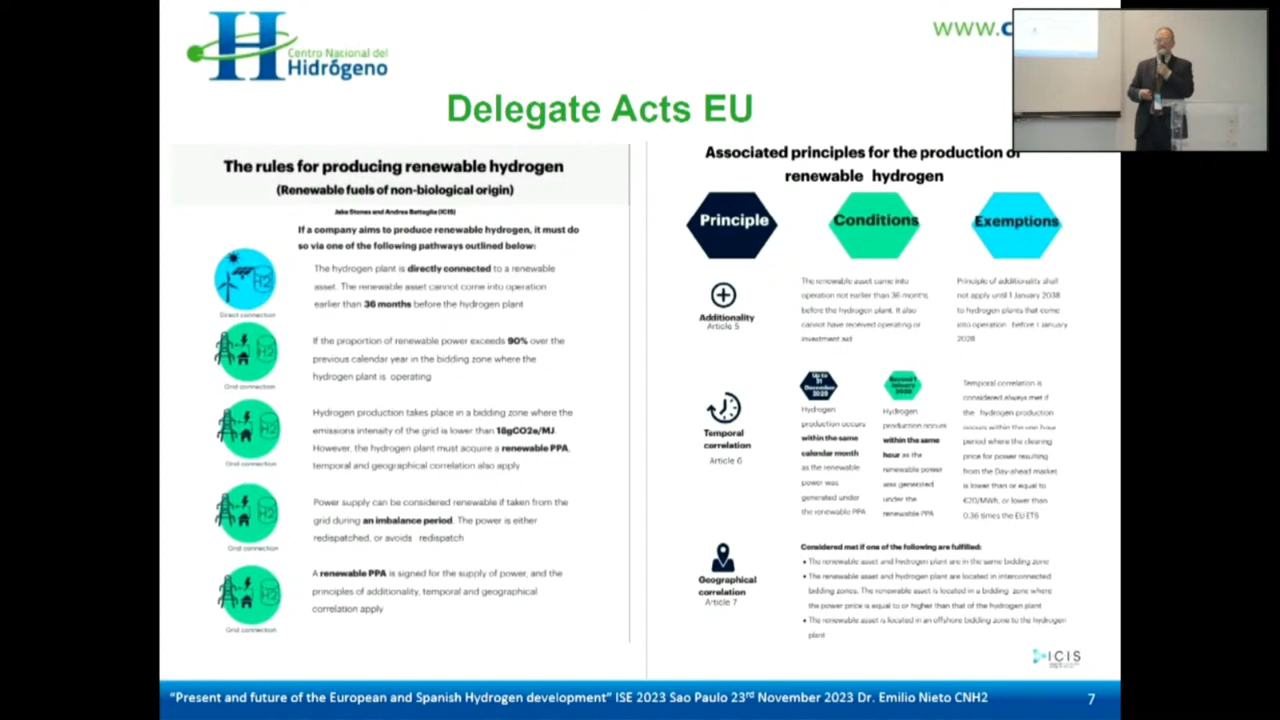 Centro Nacional del
Hidrógeno
www.c
Delegate Acts EU
The rules for producing renewable hydrogen
(Renewable fuels of non-biological origin)
Jake Stones and Andrea Battaglia (ICIS)
If a company aims to produce renewable hydrogen, it must do
so via one of the following pathways outlined below:
H2
Direct connection
The hydrogen plant is directly connected to a renewable
asset. The renewable asset cannot come into operation
earlier than 36 months before the hydrogen plant
H2
Grid connection
If the proportion of renewable power exceeds 90% over the
previous calendar year in the bidding zone where the
hydrogen plant is operating
H2
Grid connection
Hydrogen production takes place in a bidding zone where the
emissions intensity of the grid is lower than 18gCO2e/MJ.
However, the hydrogen plant must acquire a renewable PPA,
temporal and geographical correlation also apply
H2
Grid connection
Power supply can be considered renewable if taken from the
grid during an imbalance period. The power is either
redispatched, or avoids redispatch
H2
Grid connection
A renewable PPA is signed for the supply of power, and the
principles of additionality, temporal and geographical
correlation apply
Associated principles for the production of
renewable hydrogen
Principle
Conditions
Exemptions
Additionality
Article 5
The renewable asset came into
operation not earlier than 36 months
before the hydrogen plant. It also
cannot have received operating or
investment aid
Principle of additionality shall
not apply until 1 January 2038
to hydrogen plants that come
into operation before 1 January
2028.
Temporal
correlation
Article 6
Up to
31
December
Hydrogen
production occurs
within the same
calendar month
as the renewable
power was
generated under
the renewable PPA
Beyond 1
January
Hydrogen
production occurs
within the same
hour as the
renewable power
was generated
under the
renewable PPA
Temporal correlation is
considered always met if
the hydrogen production
occurs within the one hour
period where the clearing
price for power resulting
from the Day-ahead market
is lower than or equal to
€20/MWh, or lower than
0.36 times the EU ETS
Geographical
correlation
Article 7
Considered met if one of the following are fulfilled:
• The renewable asset and hydrogen plant are in the same bidding zone
• The renewable asset and hydrogen plant are located in interconnected
bidding zones. The renewable asset is located in a bidding zone where
the power price is equal to or higher than that of the hydrogen plant
• The renewable asset is located in an offshore bidding zone to the hydrogen
plant
ICIS
“Present and future of the European and Spanish Hydrogen development” ISE 2023 Sao Paulo 23rd November 2023 Dr. Emilio Nieto CNH2
7